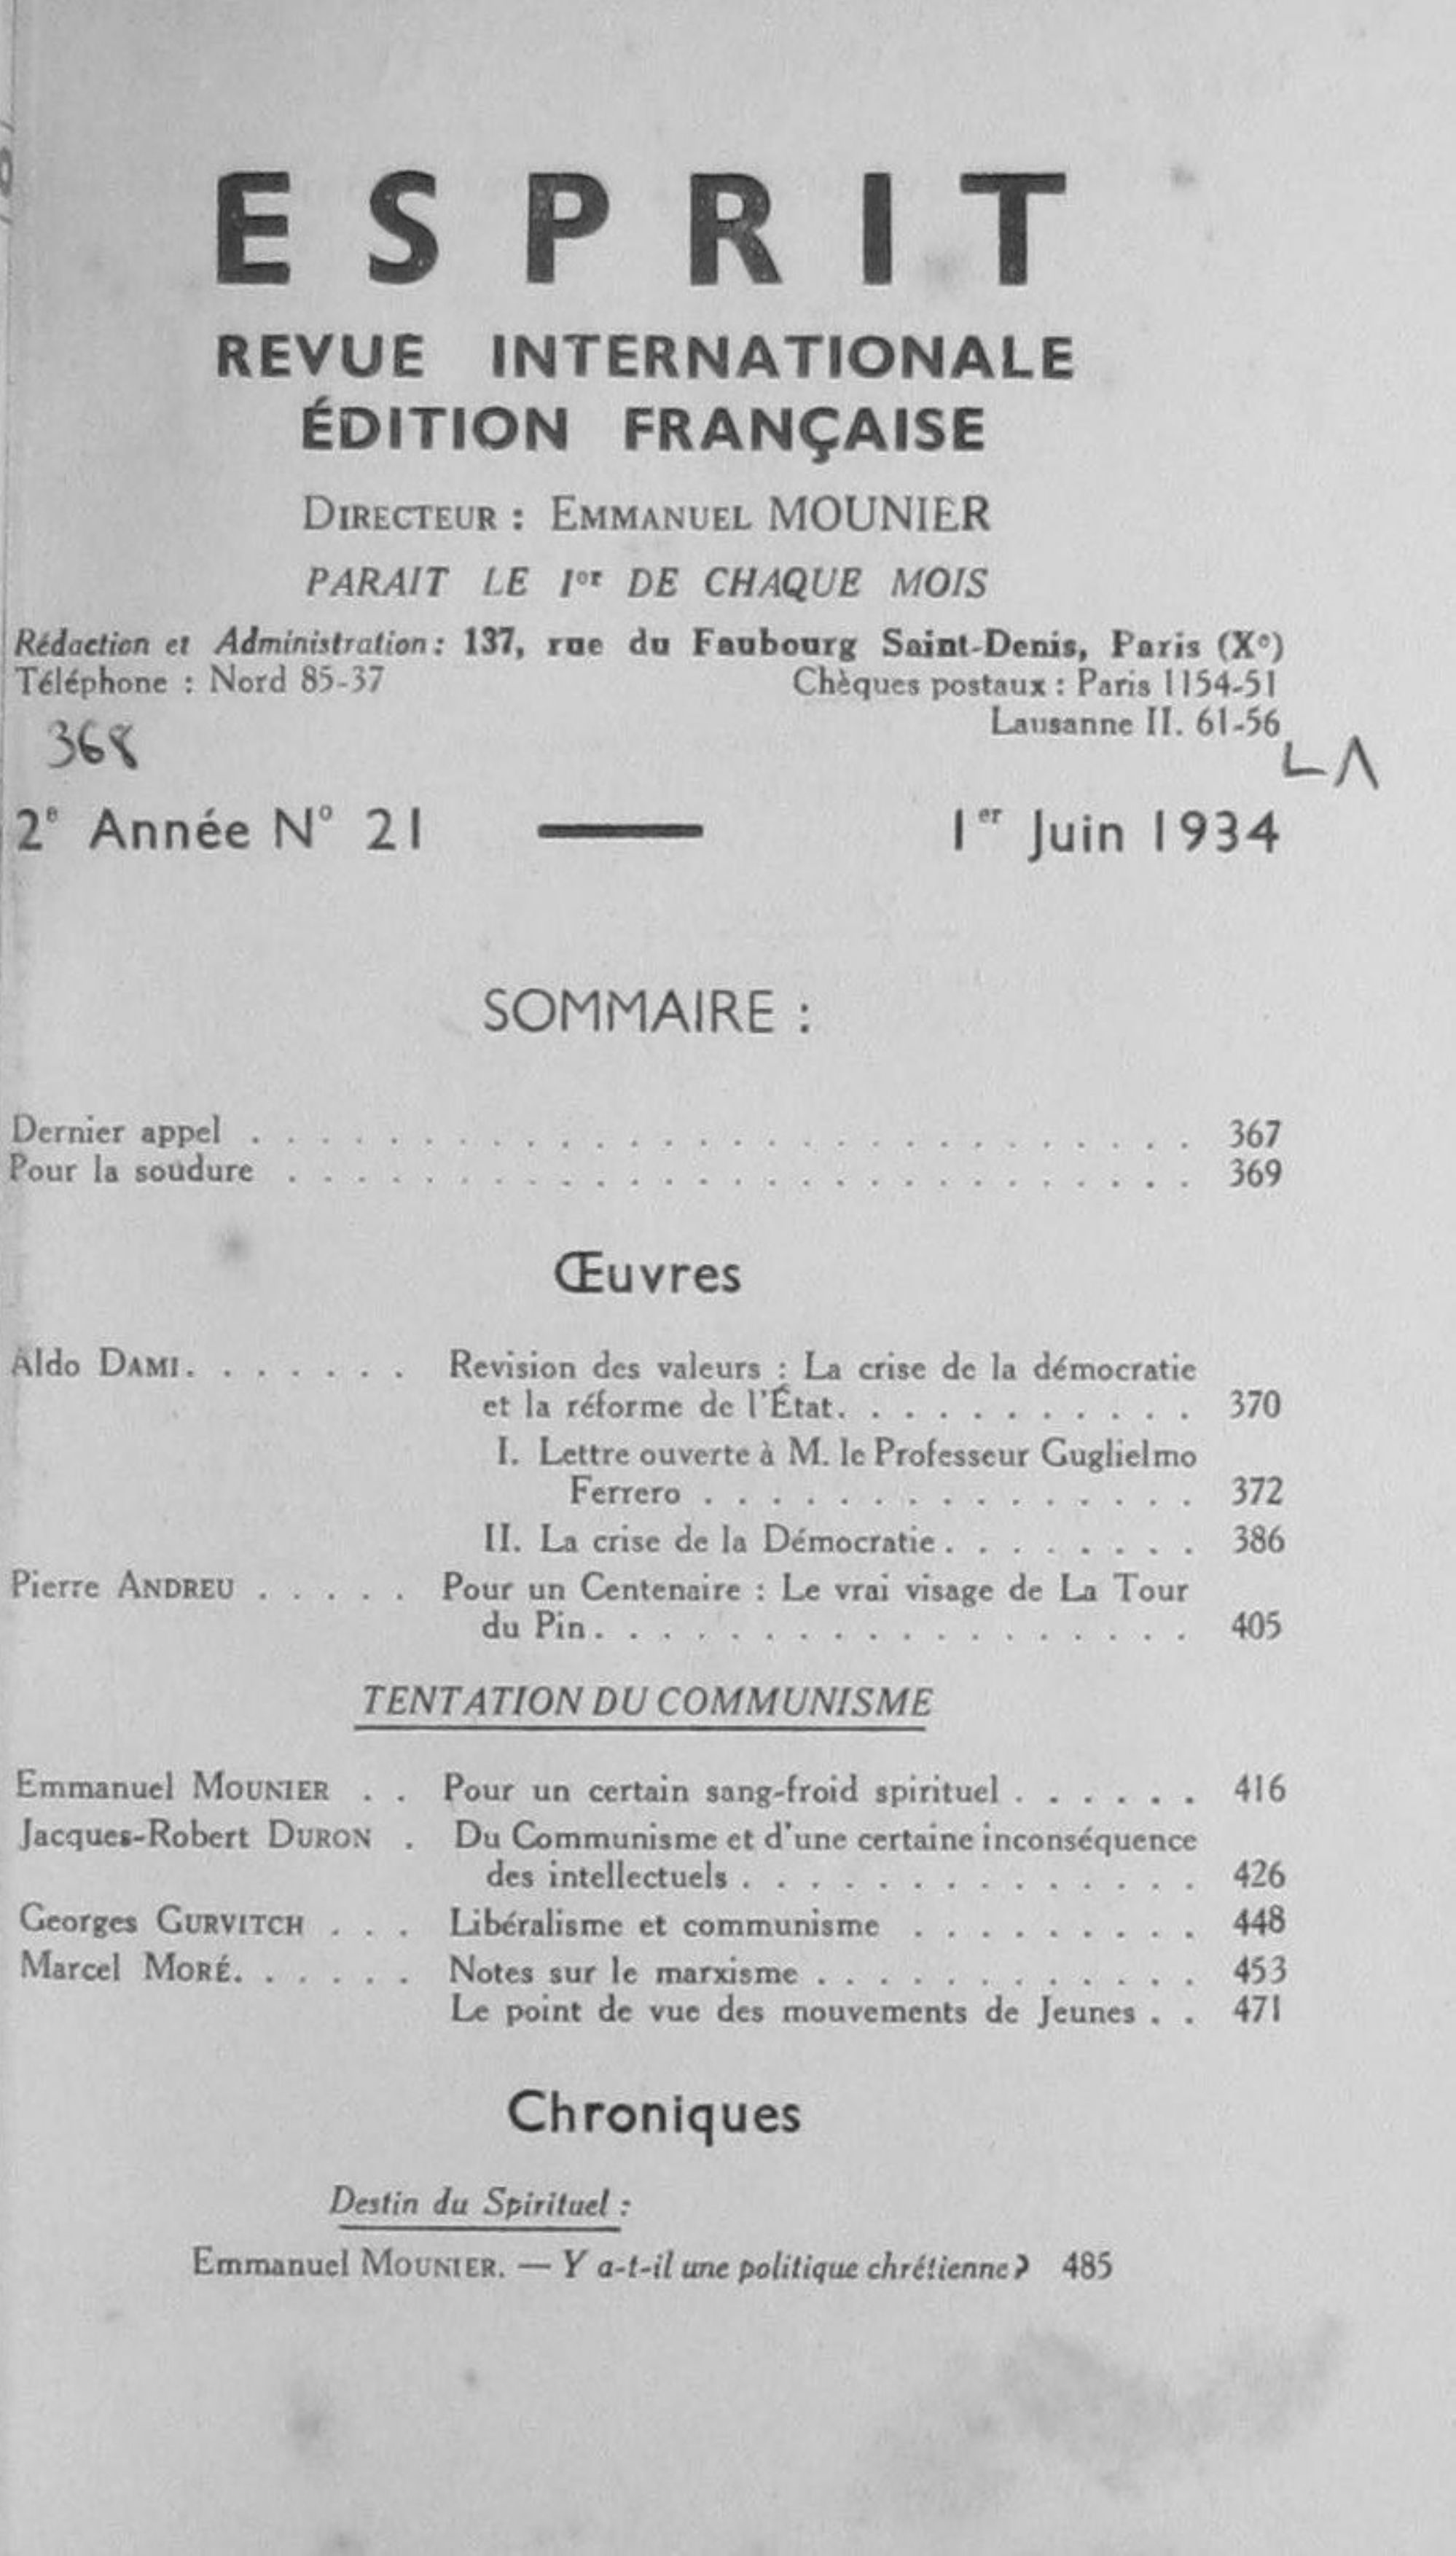 ESPRIT
REVUE INTERNATIONALE
ÉDITION FRANÇAISE
DIRECTEUR : EMMANUEL MOUNIER
PARAIT LE 1er DE CHAQUE MOIS
Rédaction et Administration : 137, rue du Faubourg Saint-Denis, Paris (Xe)
Téléphone : Nord 85-37 Chèques postaux : Paris 1154-51
Lausanne II. 61-56
368
2e Année N° 21 — 1er Juin 1934
SOMMAIRE :
Dernier appel . . . . . . . . . . . . . . . . . . . . . . . . . . . . 367
Pour la soudure . . . . . . . . . . . . . . . . . . . . . . . . . . . 369
Œuvres
Aldo DAMI. . . . . . . Revision des valeurs : La crise de la démocratie
et la réforme de l'État. . . . . . . . . . . 370
I. Lettre ouverte à M. le Professeur Guglielmo
Ferrero . . . . . . . . . . . . . . . 372
II. La crise de la Démocratie. . . . . . . . 386
Pierre ANDREU . . . . . Pour un Centenaire : Le vrai visage de La Tour
du Pin. . . . . . . . . . . . . . . . . . 405
TENTATION DU COMMUNISME
Emmanuel MOUNIER . . Pour un certain sang-froid spirituel . . . . . . 416
Jacques-Robert DURON . Du Communisme et d'une certaine inconséquence
des intellectuels . . . . . . . . . . . . . . 426
Georges GURVITCH . . . Libéralisme et communisme . . . . . . . . . 448
Marcel MORÉ. . . . . . Notes sur le marxisme . . . . . . . . . . . . 453
Le point de vue des mouvements de Jeunes . . 471
Chroniques
Destin du Spirituel :
Emmanuel MOUNIER. — Y a-t-il une politique chrétienne ? 485